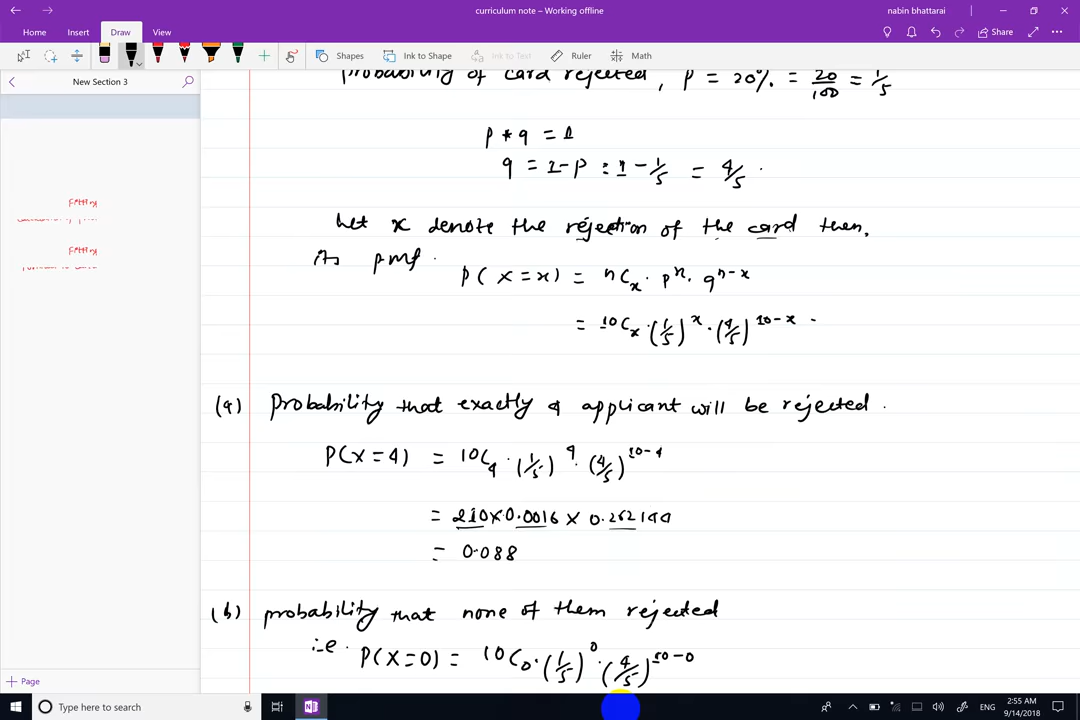 curriculum note – Working offline
nabin bhattarai
Home Insert Draw View
Share
Shapes Ink to Shape Ink to Text Ruler Math
New Section 3
probability of card rejected, p = 20% = 20/100 = 1/5
p + q = 1
q = 1-p = 1 - 1/5 = 4/5 .
Fitting
Let x denote the rejection of the card then,
its pmf.
Fitting
P(X=x) = nCx . p^x . q^n-x
= 10Cx . (1/5)^x . (4/5)^10-x
(a) Probability that exactly 4 applicant will be rejected.
P(X=4) = 10C4 . (1/5)^4 . (4/5)^10-4
= 210 x 0.0016 x 0.262144
= 0.088
(b) probability that none of them rejected
i.e. P(X=0) = 10C0 . (1/5)^0 . (4/5)^10-0
Page
Type here to search
2:55 AM
9/14/2018